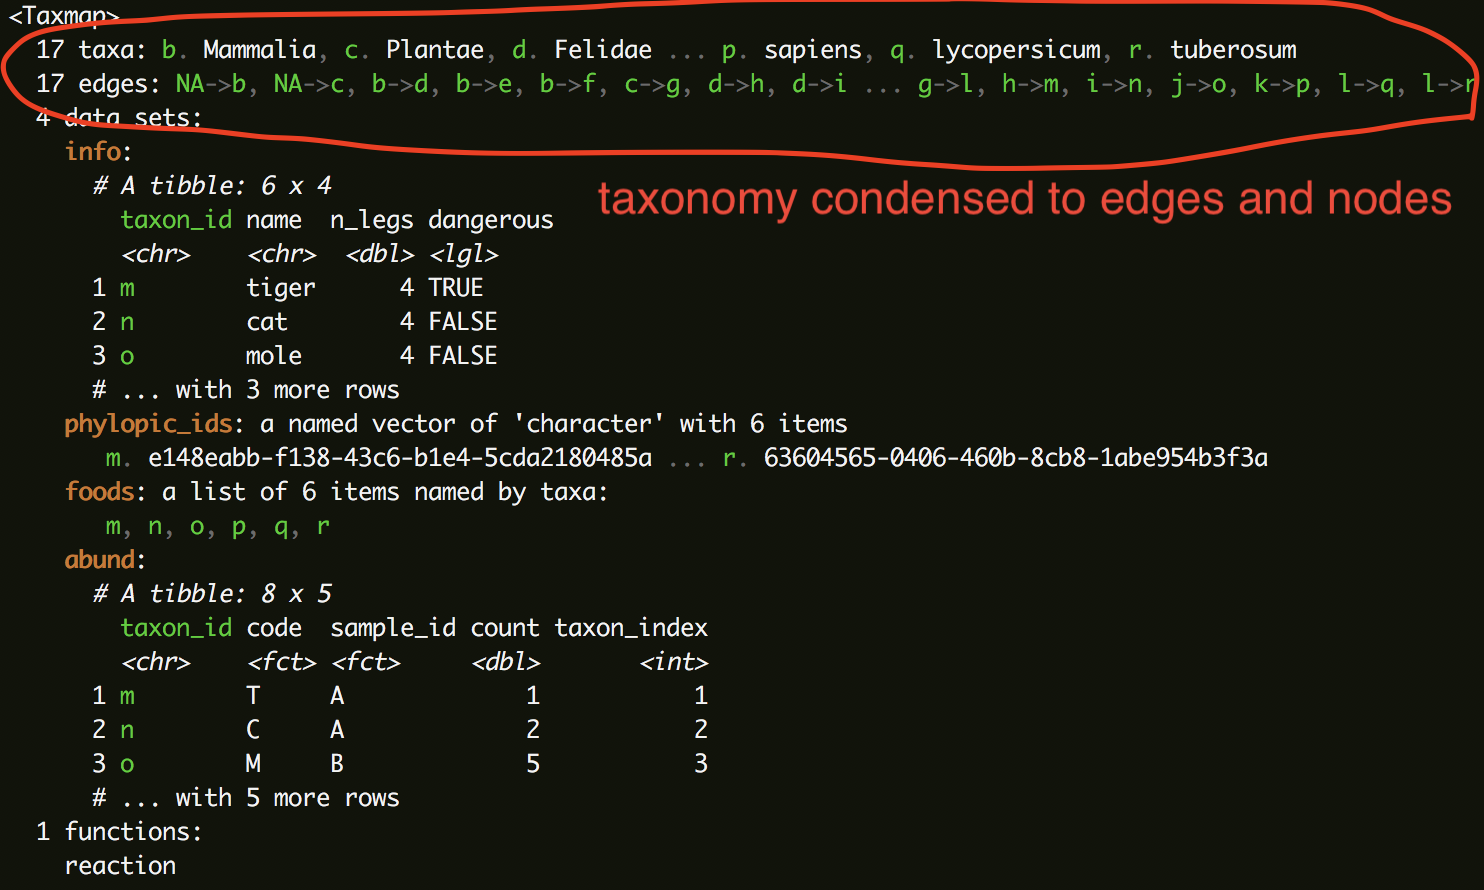 <Taxmap>
17 taxa: b. Mammalia, c. Plantae, d. Felidae ... p. sapiens, q. lycopersicum, r. tuberosum
17 edges: NA->b, NA->c, b->d, b->e, b->f, c->g, d->h, d->i ... g->l, h->m, i->n, j->o, k->p, l->q, l->r
4 data sets:
info:
# A tibble: 6 x 4
taxonomy condensed to edges and nodes
taxon_id name n_legs dangerous
<chr> <chr> <dbl> <lgl>
1 m tiger 4 TRUE
2 n cat 4 FALSE
3 o mole 4 FALSE
# ... with 3 more rows
phylopic_ids: a named vector of 'character' with 6 items
m. e148eabb-f138-43c6-b1e4-5cda2180485a ... r. 63604565-0406-460b-8cb8-1abe954b3f3a
foods: a list of 6 items named by taxa:
m, n, o, p, q, r
abund:
# A tibble: 8 x 5
taxon_id code sample_id count taxon_index
<chr> <fct> <fct> <dbl> <int>
1 m T A 1 1
2 n C A 2 2
3 o M B 5 3
# ... with 5 more rows
1 functions:
reaction